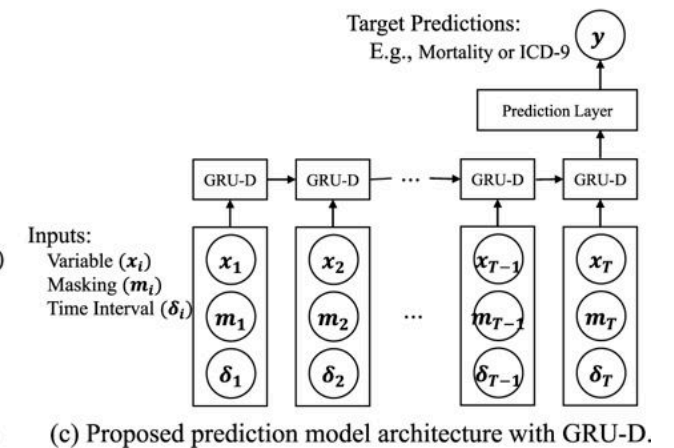 Target Predictions:
E.g., Mortality or ICD-9
y
Prediction Layer
GRU-D GRU-D ... GRU-D GRU-D
Inputs:
Variable (xᵢ)
Masking (mᵢ)
Time Interval (δᵢ)
x₁ x₂ x_{T−1} x_T
m₁ m₂ ... m_{T−1} m_T
δ₁ δ₂ δ_{T−1} δ_T
)
(c) Proposed prediction model architecture with GRU-D.